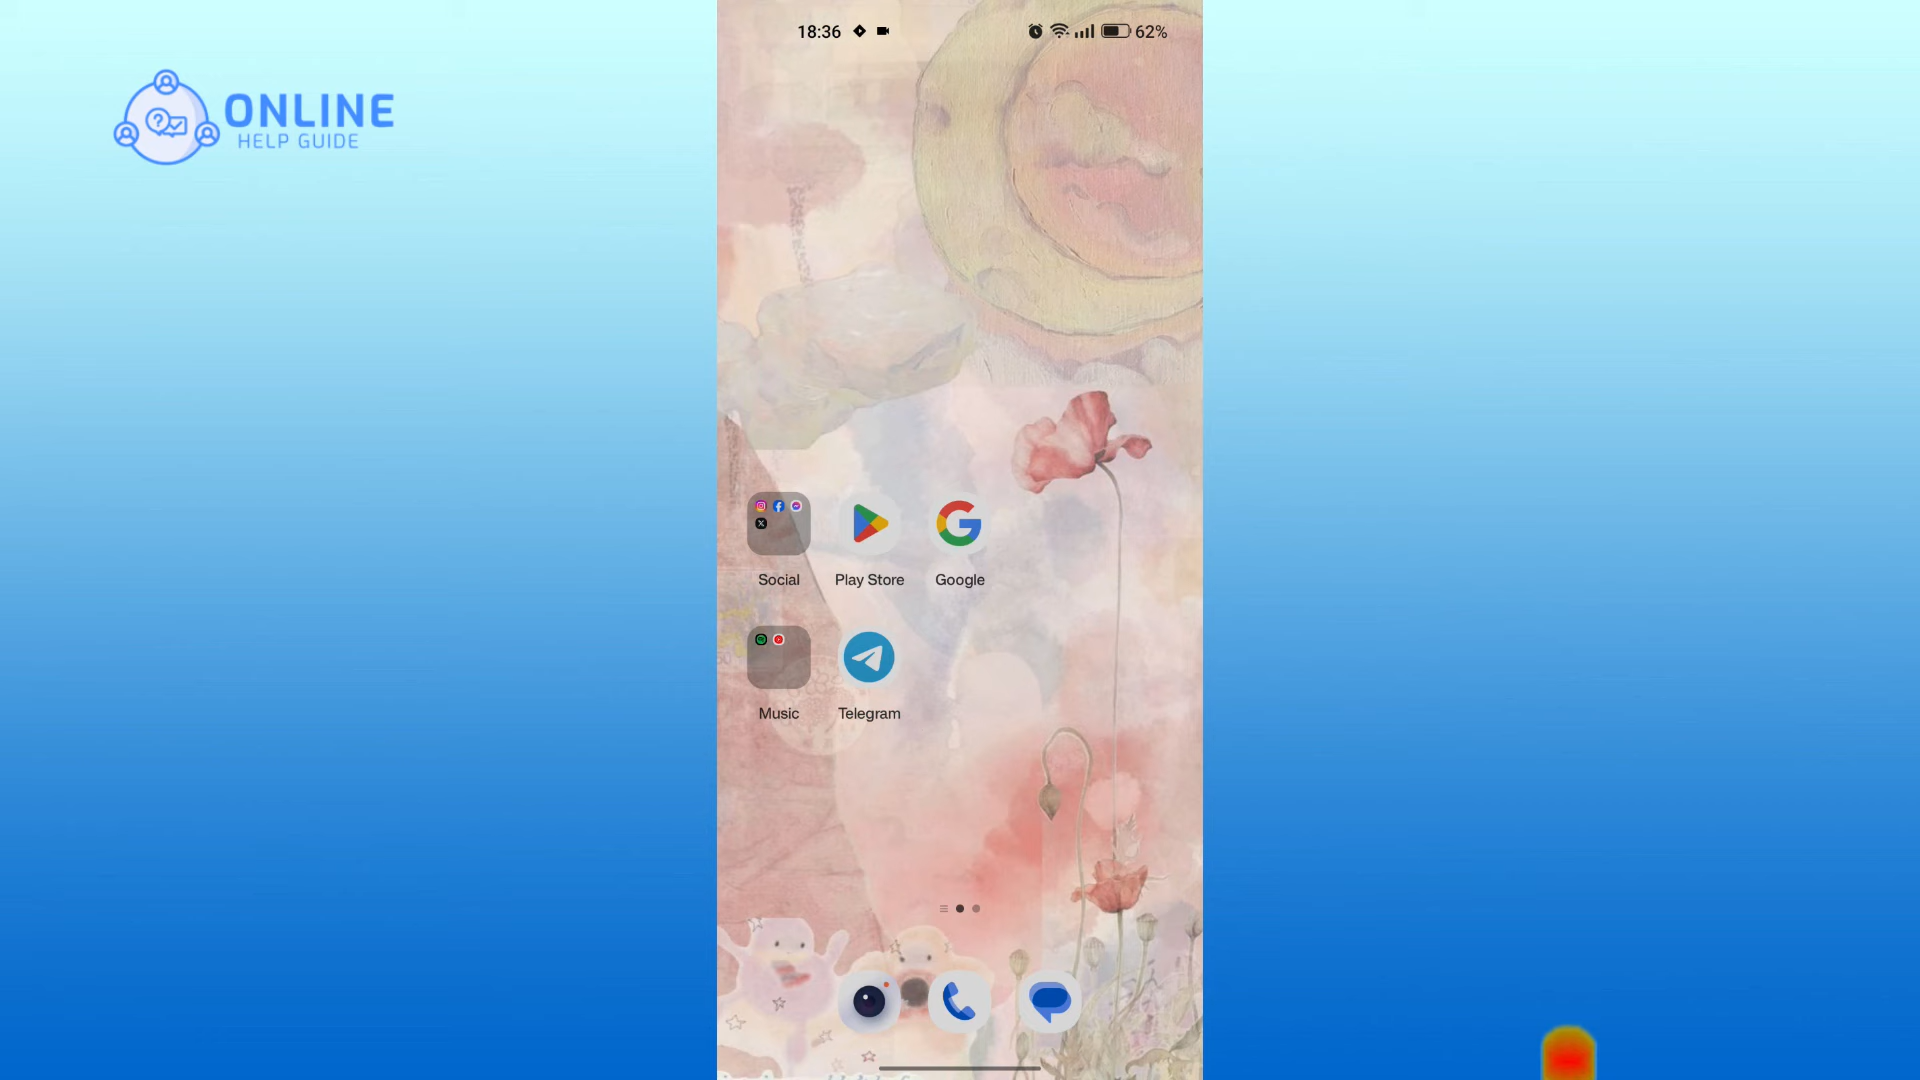 18:36
62%
ONLINE
HELP GUIDE
Social
Play Store
Google
Music
Telegram